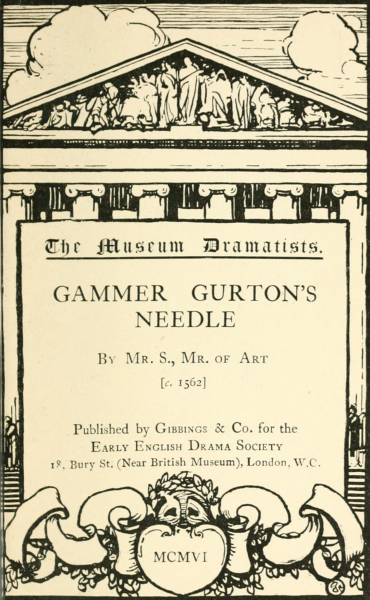 The Museum Dramatists.
GAMMER GURTON'S
NEEDLE
BY MR. S., MR. OF ART
[c. 1562]
Published by GIBBINGS & CO. for the
EARLY ENGLISH DRAMA SOCIETY
18, Bury St. (Near British Museum), London, W.C.
MCMVI